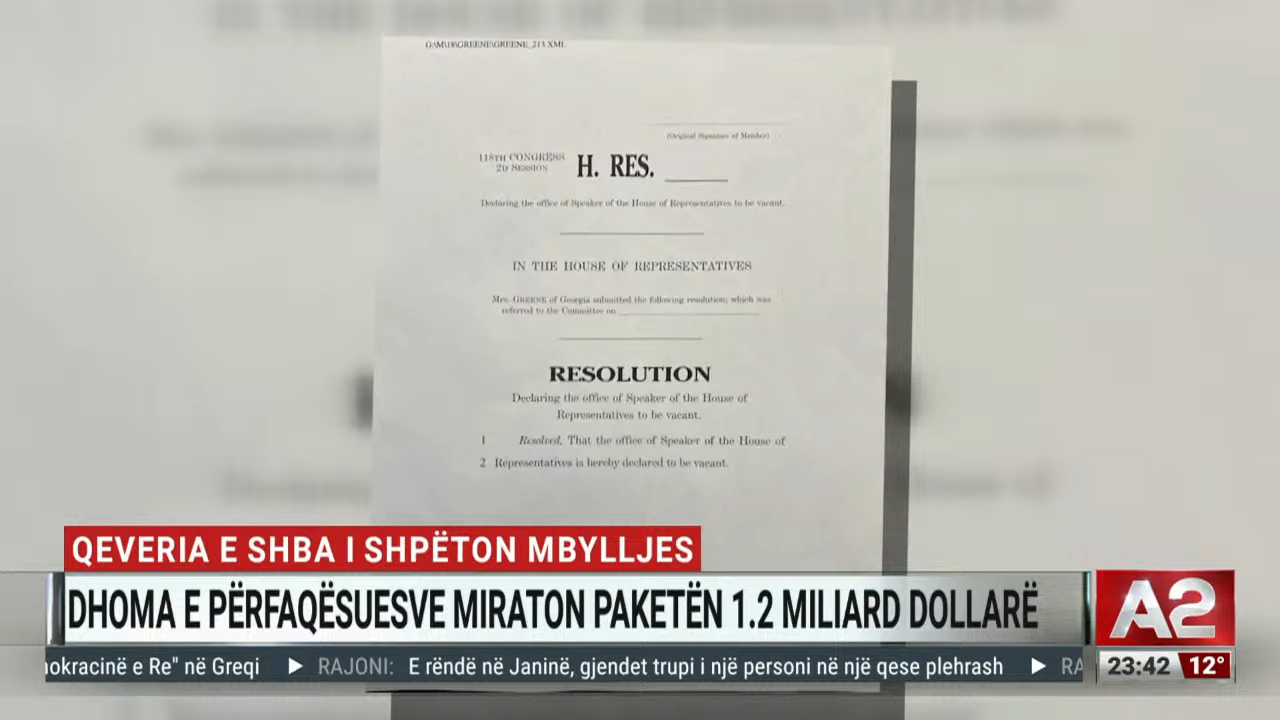 G:\M\18\GREENE\GREENE_213.XML
(Original Signature of Member)
118TH CONGRESS
2D SESSION
H. RES.
Declaring the office of Speaker of the House of Representatives to be vacant.
IN THE HOUSE OF REPRESENTATIVES
Mrs. GREENE of Georgia submitted the following resolution; which was
referred to the Committee on
RESOLUTION
Declaring the office of Speaker of the House of
Representatives to be vacant.
1 Resolved, That the office of Speaker of the House of
2 Representatives is hereby declared to be vacant.
QEVERIA E SHBA I SHPËTON MBYLLJES
DHOMA E PËRFAQËSUESVE MIRATON PAKETËN 1.2 MILIARD DOLLARË
A2
okracinë e Re" në Greqi ▶ RAJONI: E rëndë në Janinë, gjendet trupi i një personi në një qese plehrash ▶ RA
23:42 12°